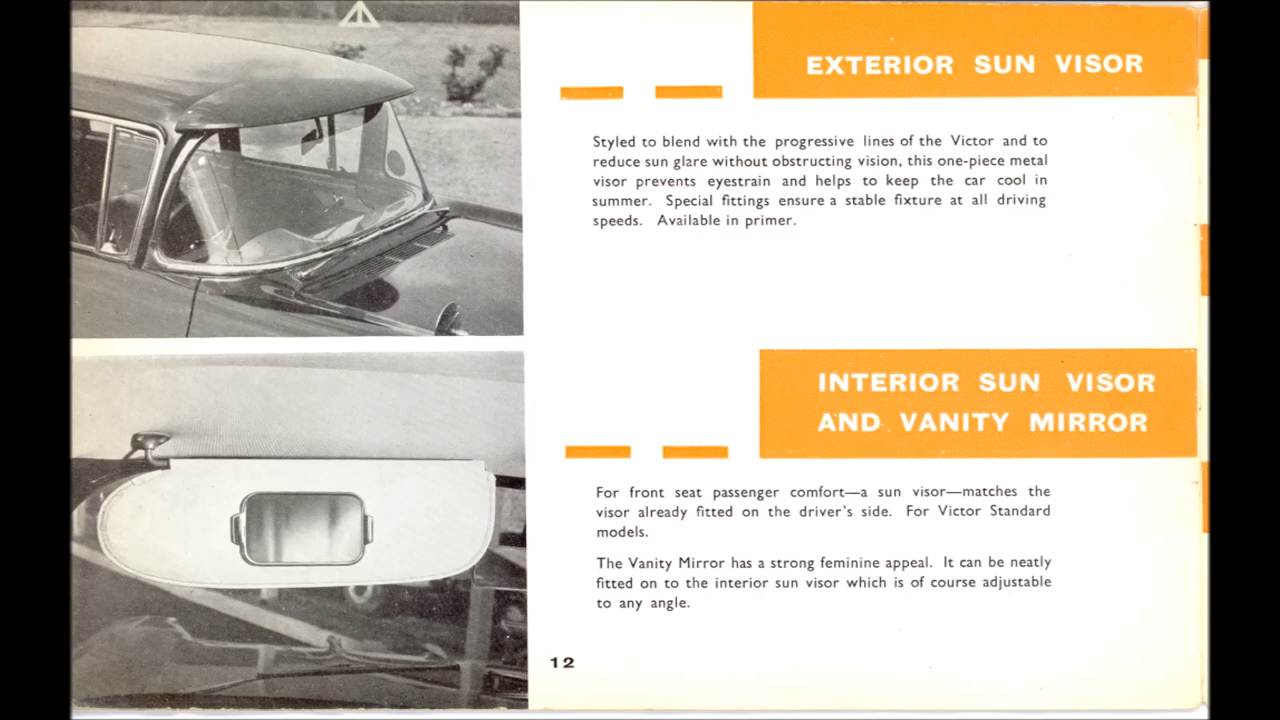 EXTERIOR SUN VISOR
Styled to blend with the progressive lines of the Victor and to
reduce sun glare without obstructing vision, this one-piece metal
visor prevents eyestrain and helps to keep the car cool in
summer. Special fittings ensure a stable fixture at all driving
speeds. Available in primer.
INTERIOR SUN VISOR
AND VANITY MIRROR
For front seat passenger comfort—a sun visor—matches the
visor already fitted on the driver's side. For Victor Standard
models.
The Vanity Mirror has a strong feminine appeal. It can be neatly
fitted on to the interior sun visor which is of course adjustable
to any angle.
12